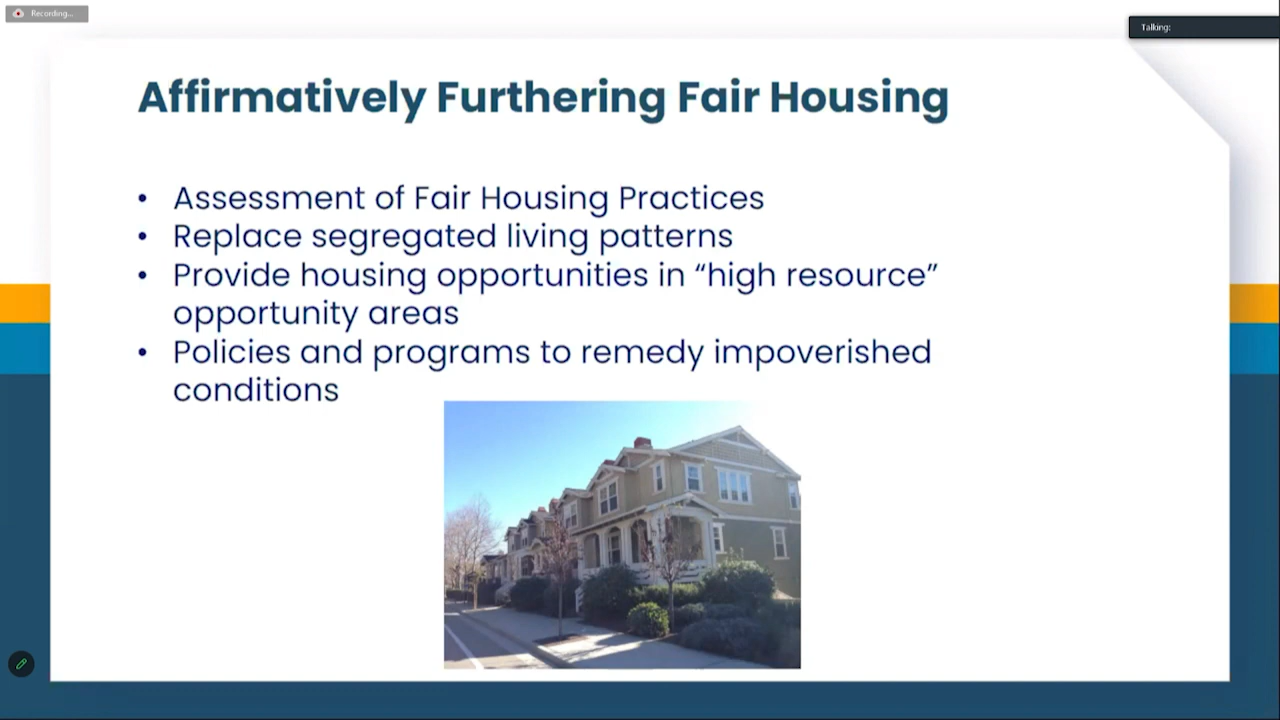 Recording...
Talking:
Affirmatively Furthering Fair Housing
• Assessment of Fair Housing Practices
• Replace segregated living patterns
• Provide housing opportunities in “high resource”
opportunity areas
• Policies and programs to remedy impoverished
conditions